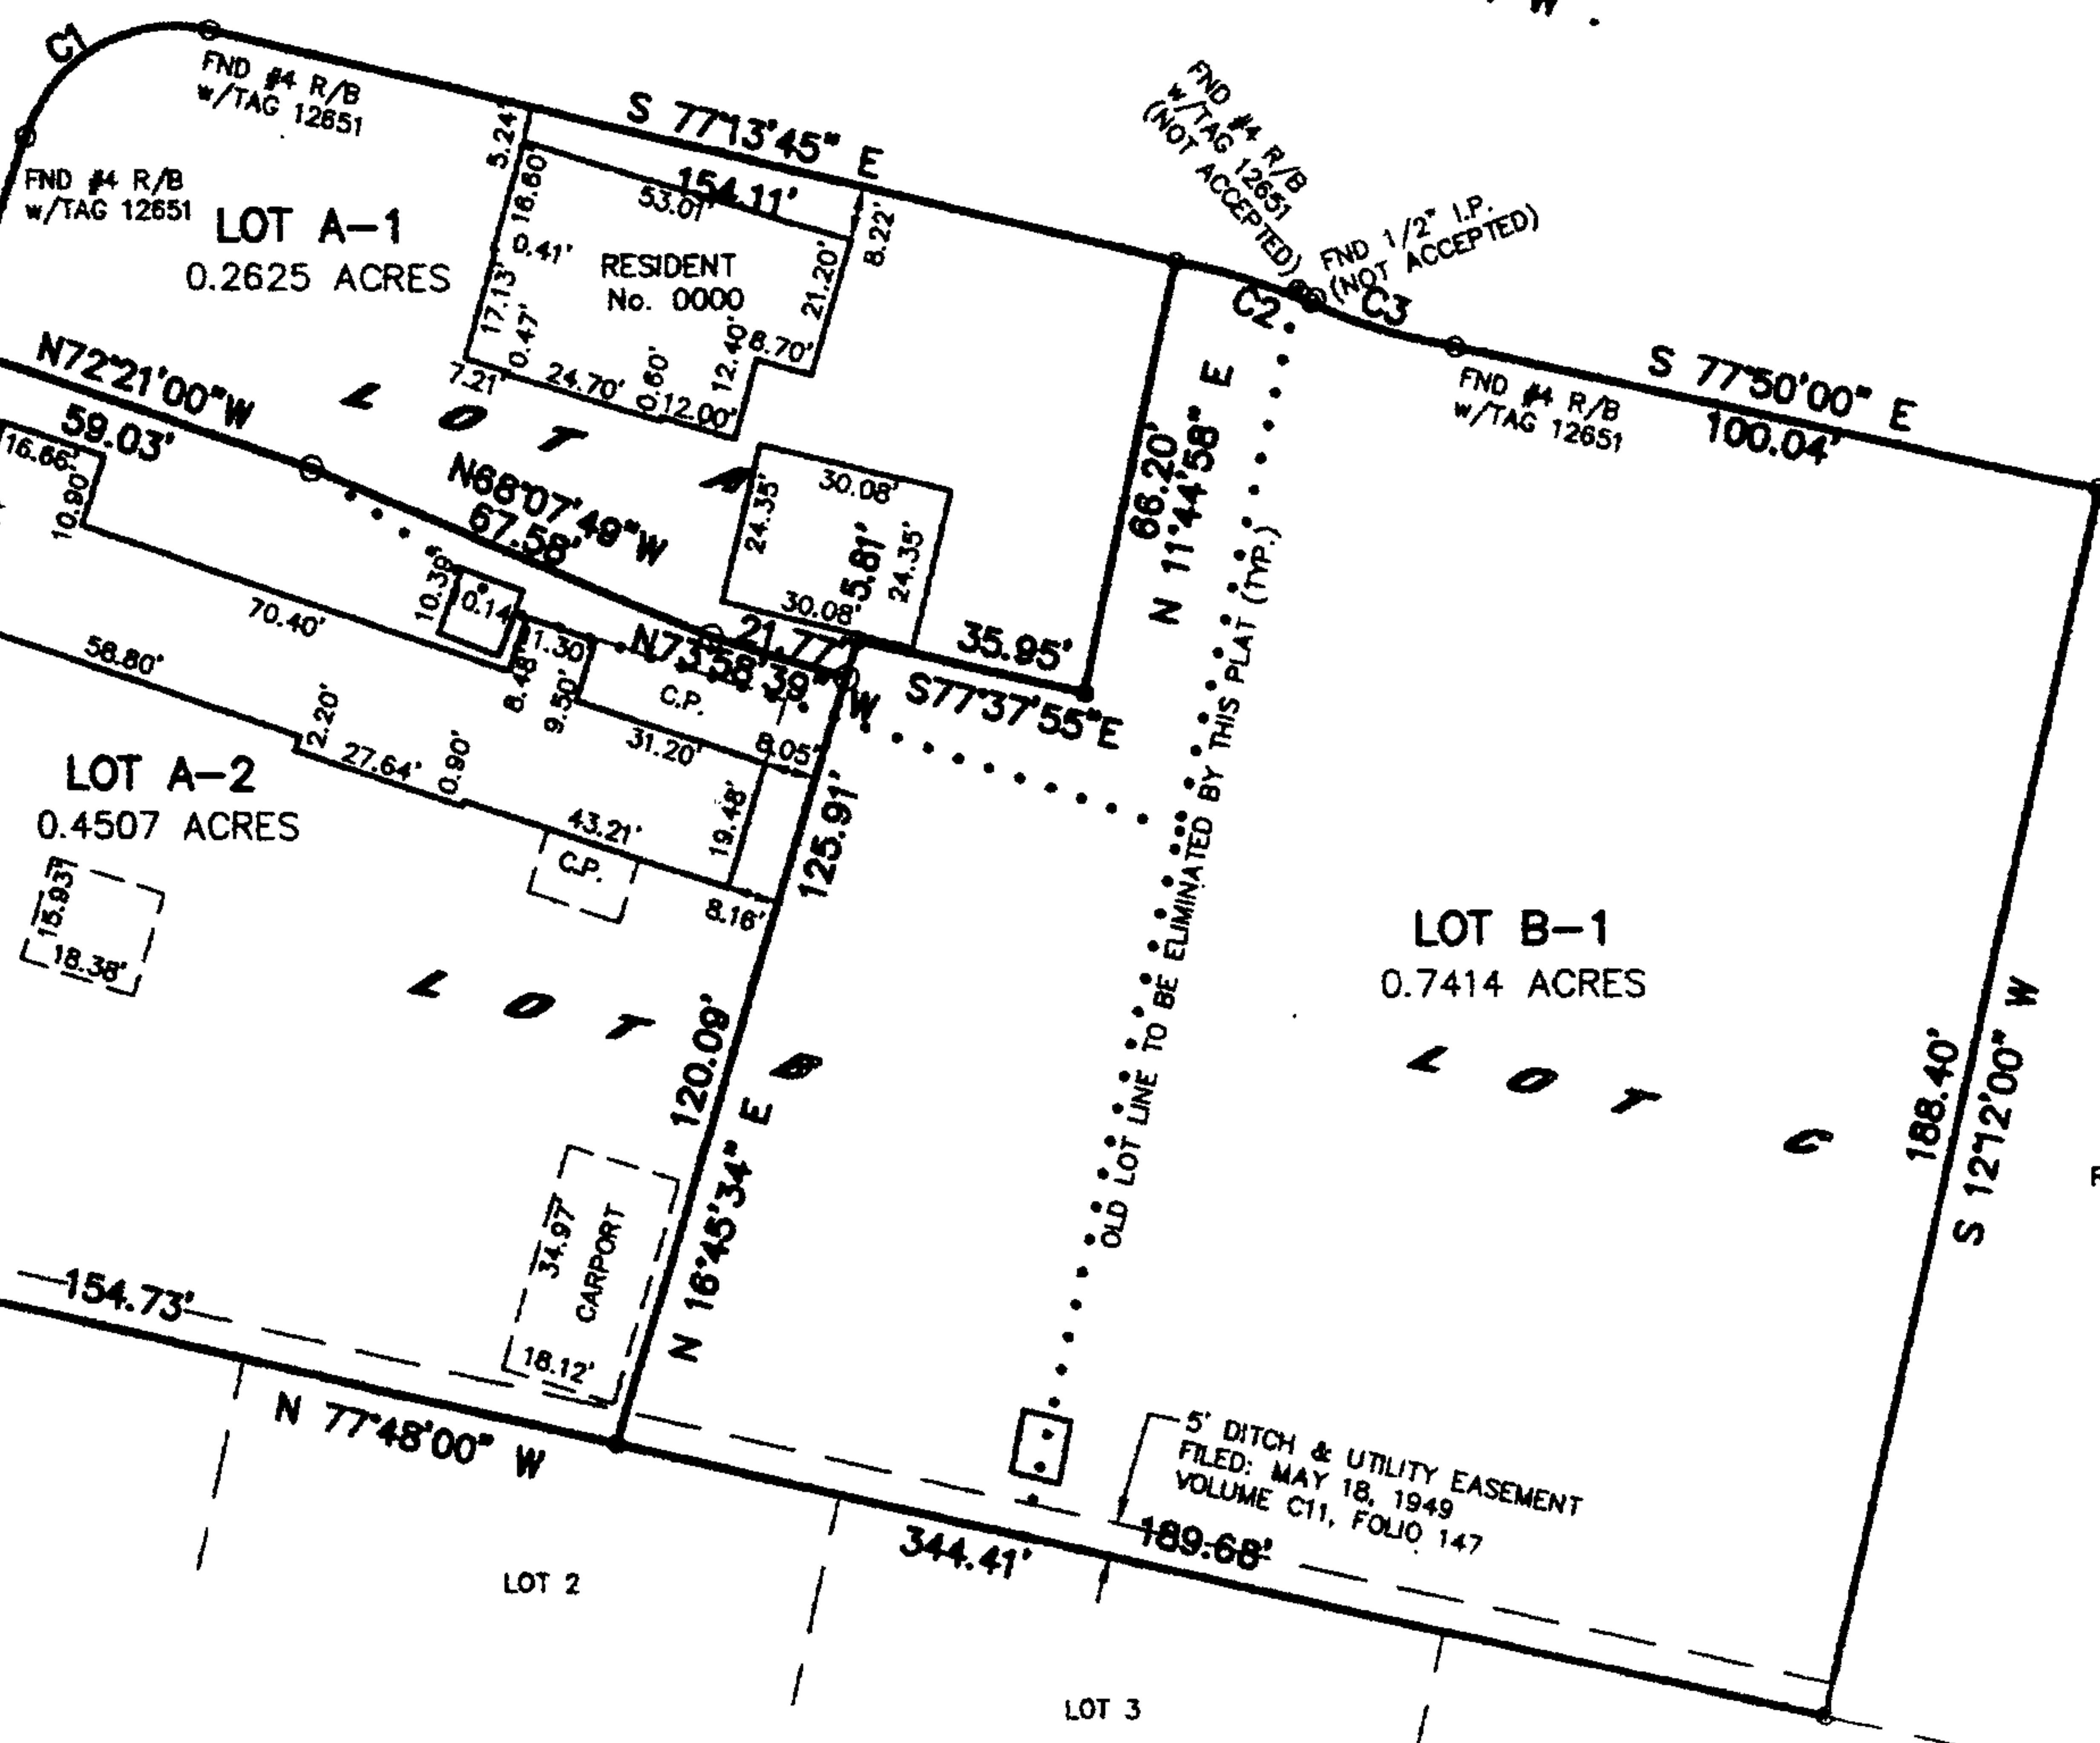 W .
C1
FND #4 R/B
w/TAG 12651
S 77°13'45" E
154.11'
FND #4 R/B
w/TAG 12651
(NOT ACCEPTED)
FND 1/2" I.P.
(NOT ACCEPTED)
FND #4 R/B
w/TAG 12651
LOT A-1
0.2625 ACRES
5.24'
18.60'
53.01'
0.41'
17.13'
0.47'
RESIDENT
No. 0000
21.20'
8.22'
8.70'
12.40'
7.21'
24.70'
0.60'
12.00'
C2
C3
S 77°50'00" E
100.04'
FND #4 R/B
w/TAG 12651
N72°21'00"W
59.03'
LOT A
16.66'
10.90'
N68°07'49"W
67.58'
30.08'
24.35'
5.81'
24.35'
30.08'
66.20'
N 11°44'58" E
OLD LOT LINE TO BE ELIMINATED BY THIS PLAT (TYP.)
70.40'
10.39'
0.14'
58.80'
8.48'
11.30'
9.50'
21.77'
N73°58'39"W
35.95'
S77°37'55"E
C.P.
31.20'
8.05'
2.20'
27.64'
0.90'
LOT A-2
0.4507 ACRES
43.21'
19.48'
125.91'
C.P.
8.16'
15.93'
18.38'
LOT B
120.09'
N 16°45'34" E
LOT B-1
0.7414 ACRES
LOT C
188.40'
S 12°12'00" W
34.97'
CARPORT
18.12'
154.73'
N 77°48'00" W
5' DITCH & UTILITY EASEMENT
FILED: MAY 18, 1949
VOLUME C11, FOLIO 147
189.68'
344.41'
LOT 2
LOT 3